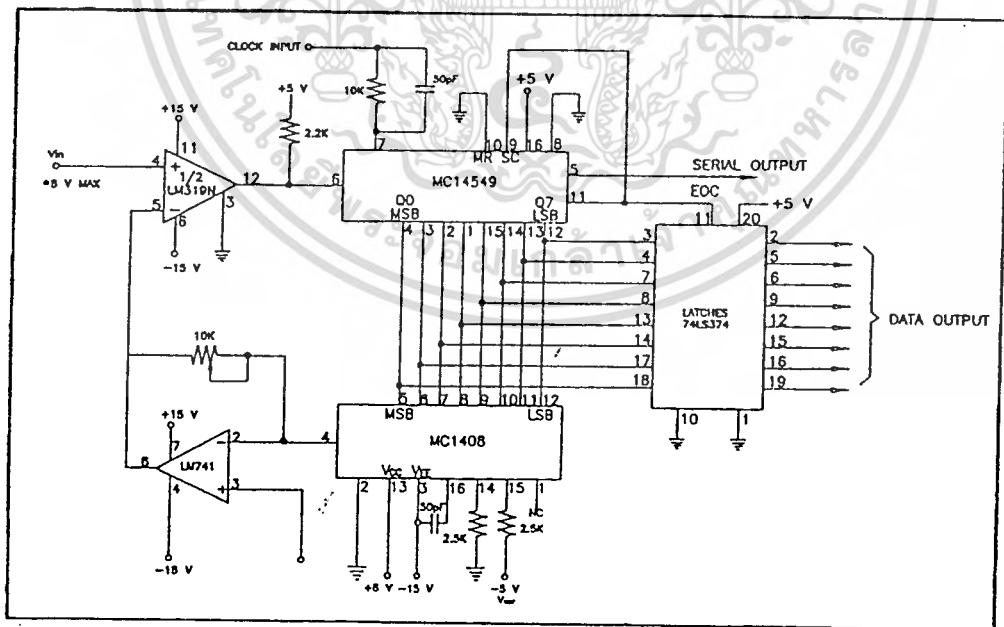 CLOCK INPUT
50pF
10K
+5 V
2.2K
+5 V
7
10
9
16
8
MR SC
+15 V
11
Vin
4
+
1/2
LM319N
12
6
MC14549
5
SERIAL OUTPUT
11
EOC
5
-
3
6
-15 V
Q0
MSB
Q7
LSB
4 3 2 1 15 14 13 12
11
20
+5 V
3
4
7
8
13
14
17
18
LATCHES
74LS374
2
5
6
9
12
15
16
19
DATA OUTPUT
10
1
10K
+15 V
7
6
LM741
2
-
3
+
4
5 6 7 8 9 10 11 12
MSB
LSB
4
MC1408
VCC
VEE
2 13 3 16 14 15 1
NC
2.5K
2.5K
-15 V
-5 V